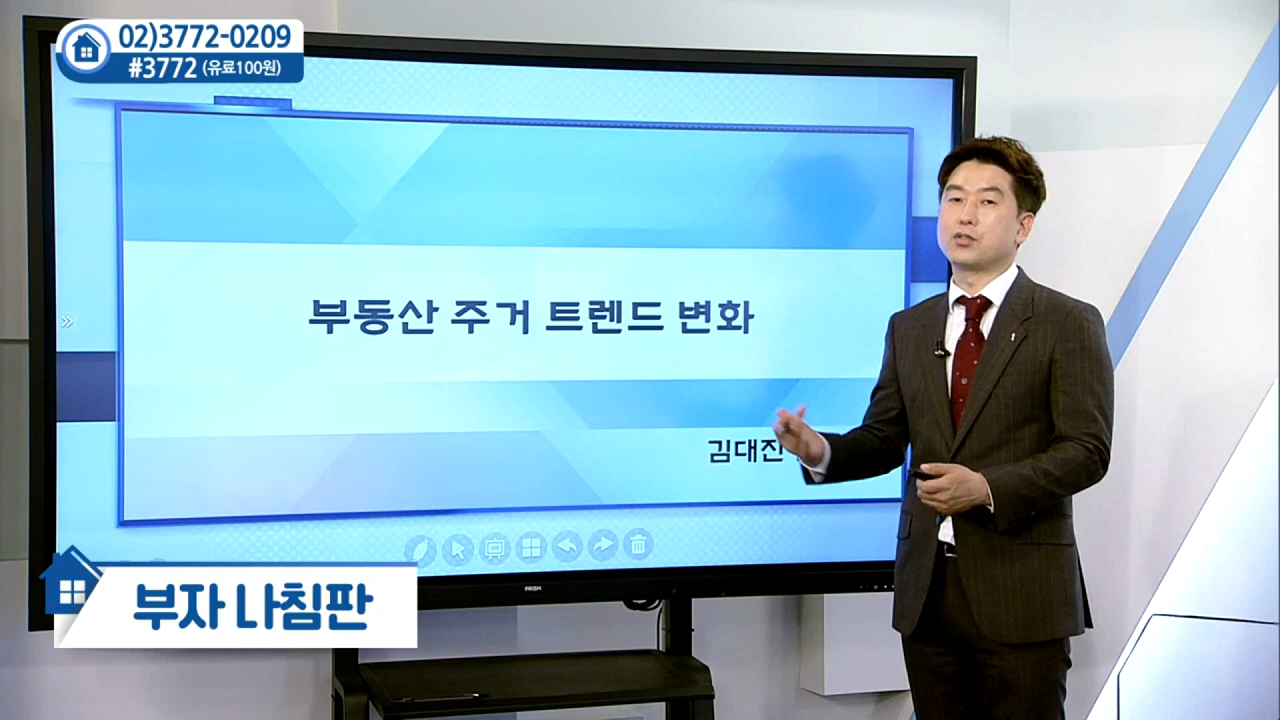 02)3772-0209
#3772 (유료100원)
부동산 주거 트렌드 변화
김대진
PRISM
부자 나침판